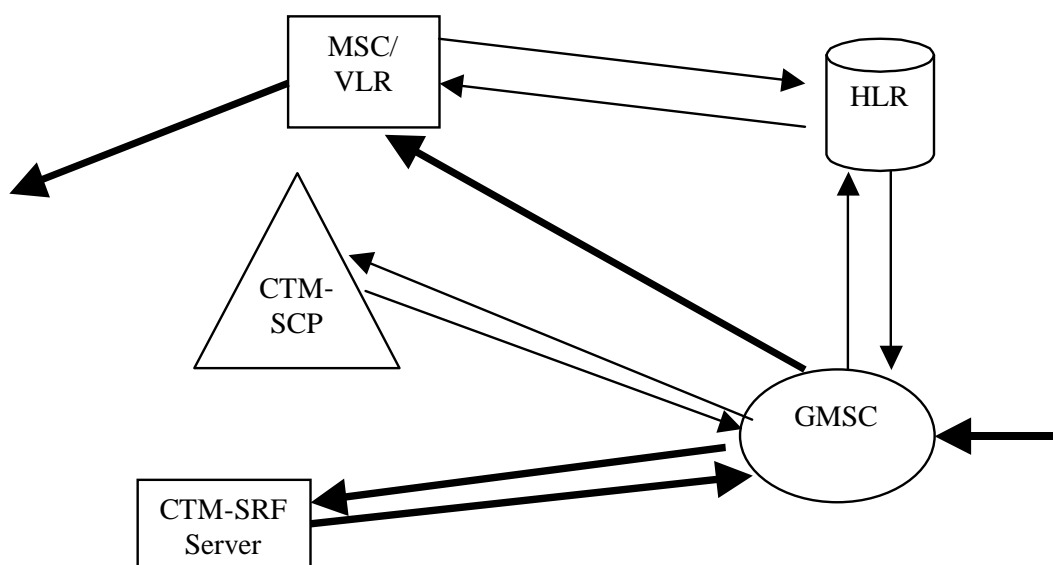 MSC/
VLR
HLR
CTM-
SCP
GMSC
CTM-SRF
Server